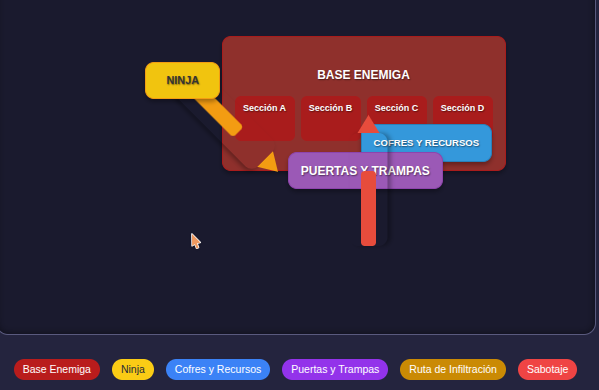 BASE ENEMIGA
NINJA
Sección A
Sección B
Sección C
Sección D
COFRES Y RECURSOS
PUERTAS Y TRAMPAS
Base Enemiga
Ninja
Cofres y Recursos
Puertas y Trampas
Ruta de Infiltración
Sabotaje